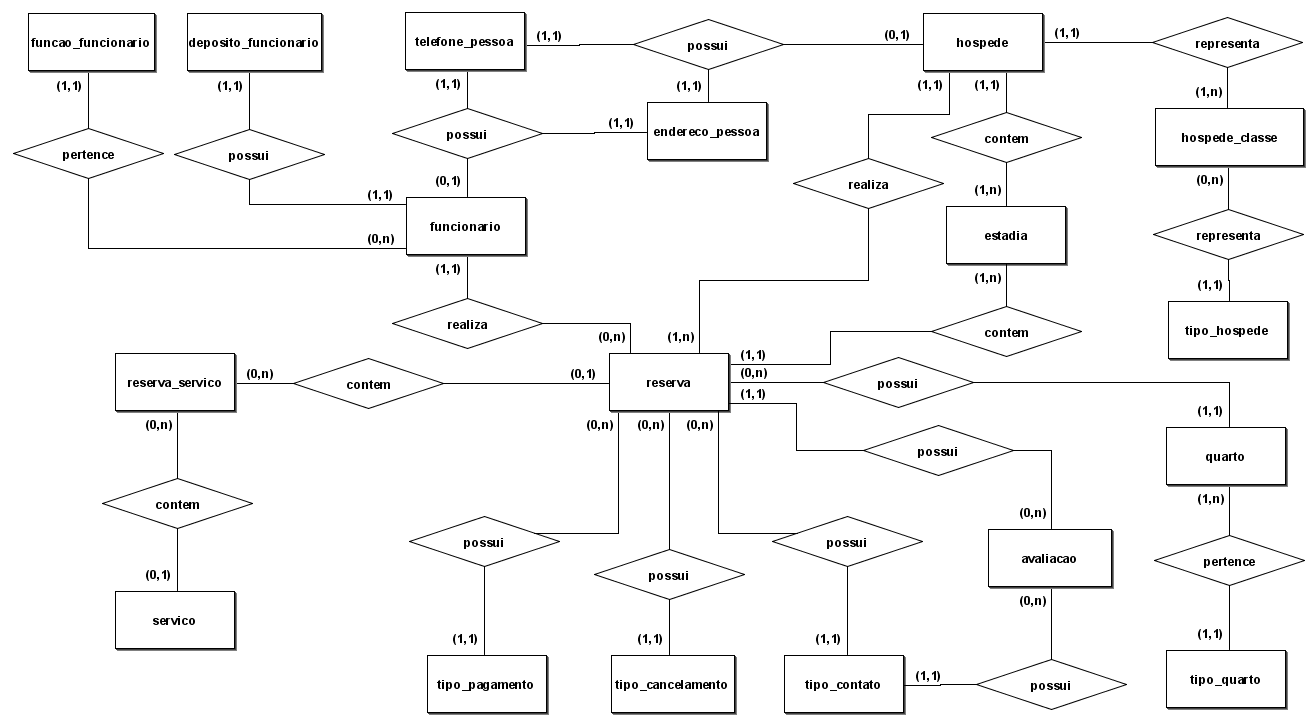 funcao_funcionario
deposito_funcionario
telefone_pessoa
(1,1)
possui
(0,1)
hospede
(1,1)
representa
(1,1)
(1,1)
(1,1)
(1,1)
(1,1)
(1,1)
(1,n)
pertence
possui
possui
(1,1)
endereco_pessoa
contem
hospede_classe
realiza
(0,n)
(0,1)
(1,n)
(1,1)
funcionario
estadia
representa
(0,n)
(1,1)
(1,n)
(1,1)
realiza
(0,n)
(1,n)
contem
tipo_hospede
(1,1)
reserva_servico
(0,n)
contem
(0,1)
reserva
(0,n)
possui
(1,1)
(1,1)
(0,n)
(0,n)
(0,n)
(0,n)
possui
quarto
contem
(1,n)
(0,n)
possui
possui
possui
avaliacao
pertence
(0,1)
(0,n)
servico
(1,1)
(1,1)
(1,1)
(1,1)
tipo_pagamento
tipo_cancelamento
tipo_contato
(1,1)
possui
tipo_quarto